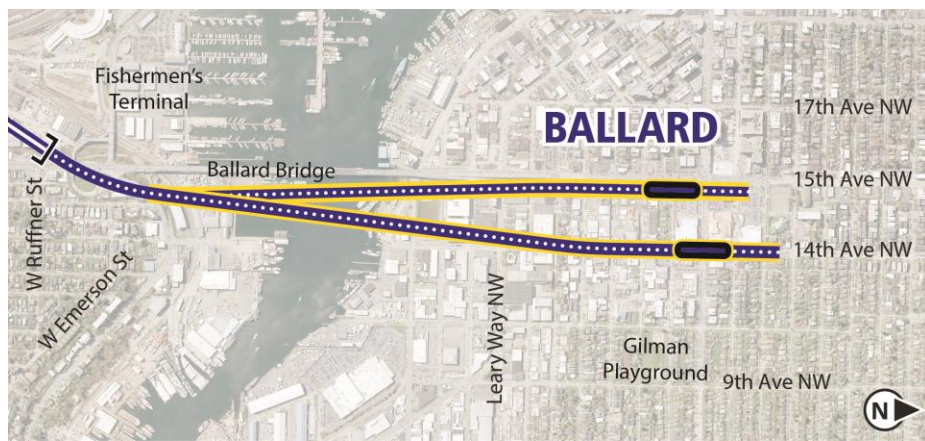 Fishermen's
Terminal
BALLARD
17th Ave NW
Ballard Bridge
15th Ave NW
W Ruffner St
W Emerson St
14th Ave NW
Leary Way NW
Gilman
Playground
9th Ave NW
N